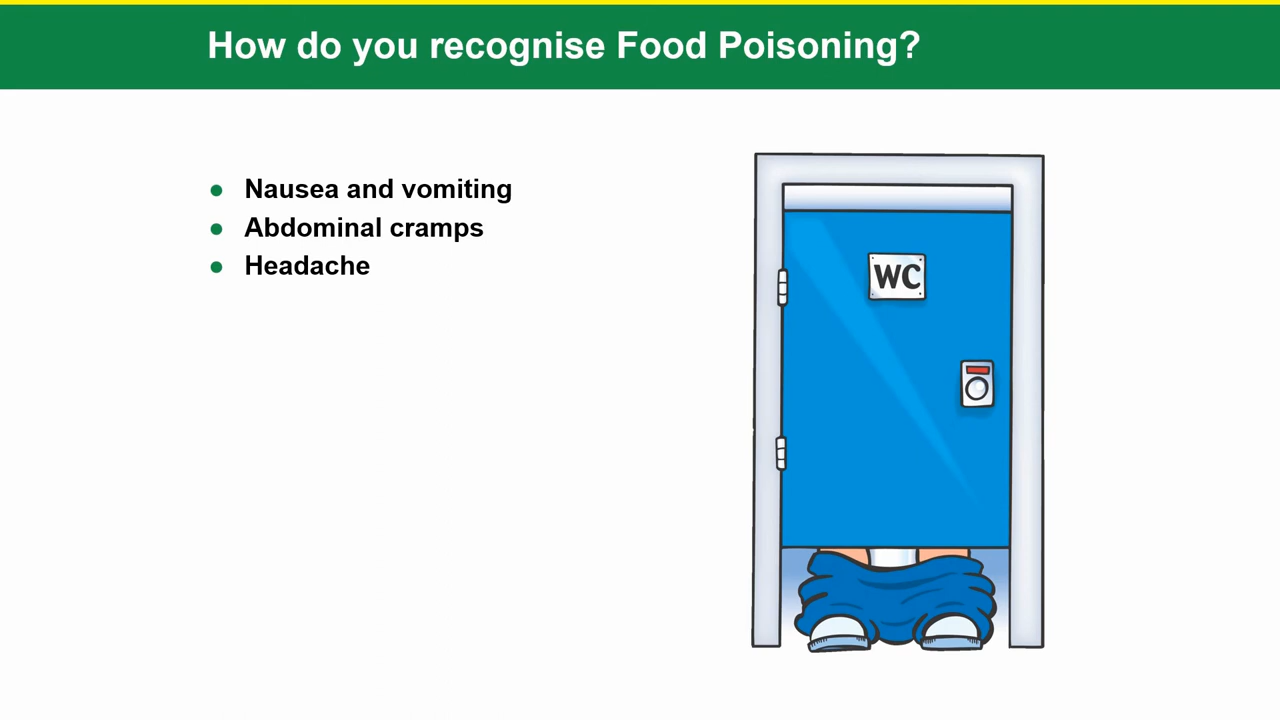 How do you recognise Food Poisoning?
● Nausea and vomiting
● Abdominal cramps
● Headache
WC